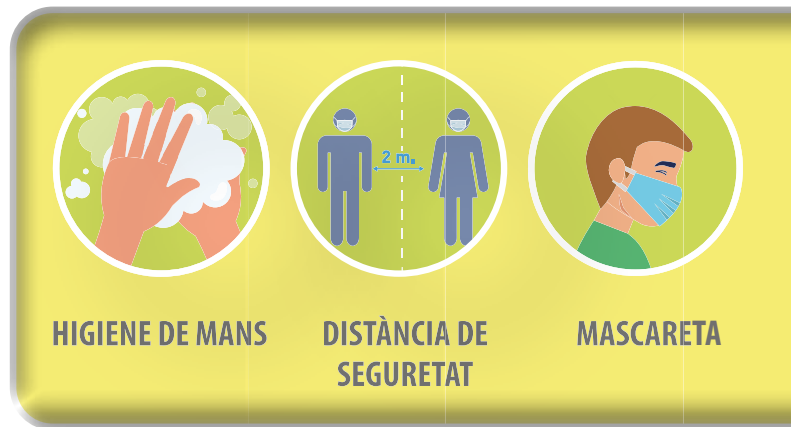 2 m.
HIGIENE DE MANS
DISTÀNCIA DE
SEGURETAT
MASCARETA